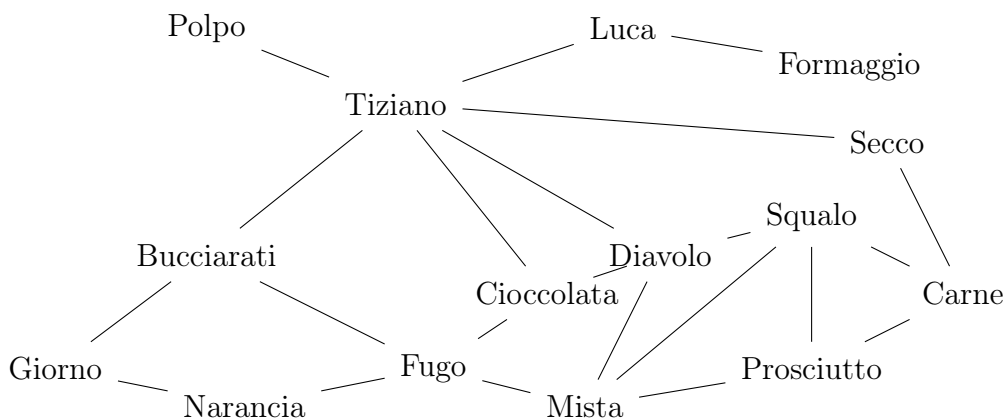 Polpo
Luca
Formaggio
Tiziano
Secco
Squalo
Bucciarati
Diavolo
Cioccolata
Carne
Giorno
Fugo
Prosciutto
Narancia
Mista